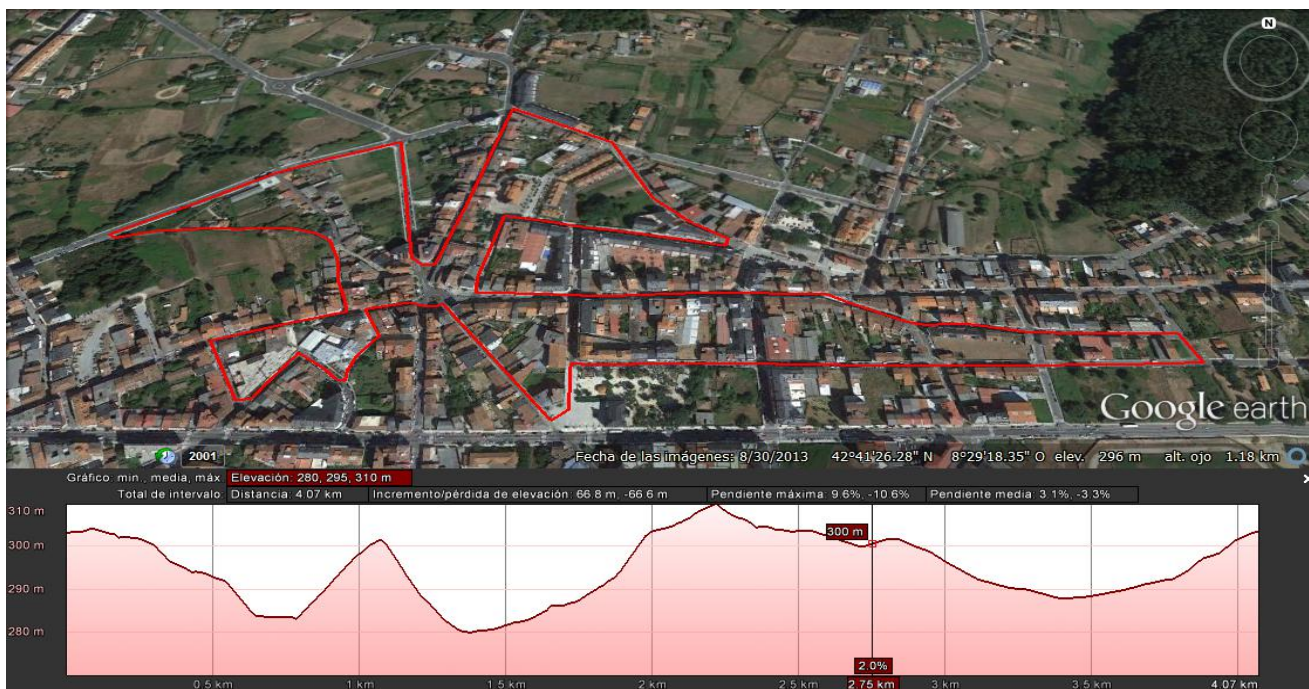 N
Google earth
2001
Fecha de las imágenes: 8/30/2013 42°41'26.28" N 8°29'18.35" O elev. 296 m alt. ojo 1.18 km
Gráfico: mín., media, máx. Elevación: 280, 295, 310 m
Total de intervalo: Distancia: 4.07 km Incremento/pérdida de elevación: 66.8 m, -66.6 m Pendiente máxima: 9.6%, -10.6% Pendiente media: 3.1%, -3.3%
310 m
300 m
300 m
290 m
280 m
2.0%
0.5 km 1 km 1.5 km 2 km 2.5 km 2.75 km 3 km 3.5 km 4.07 km